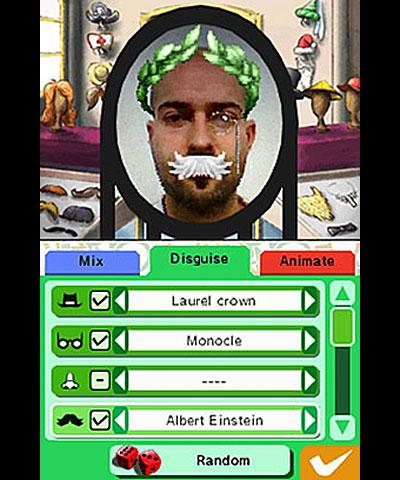 Mix
Disguise
Animate
Laurel crown
Monocle
----
Albert Einstein
Random